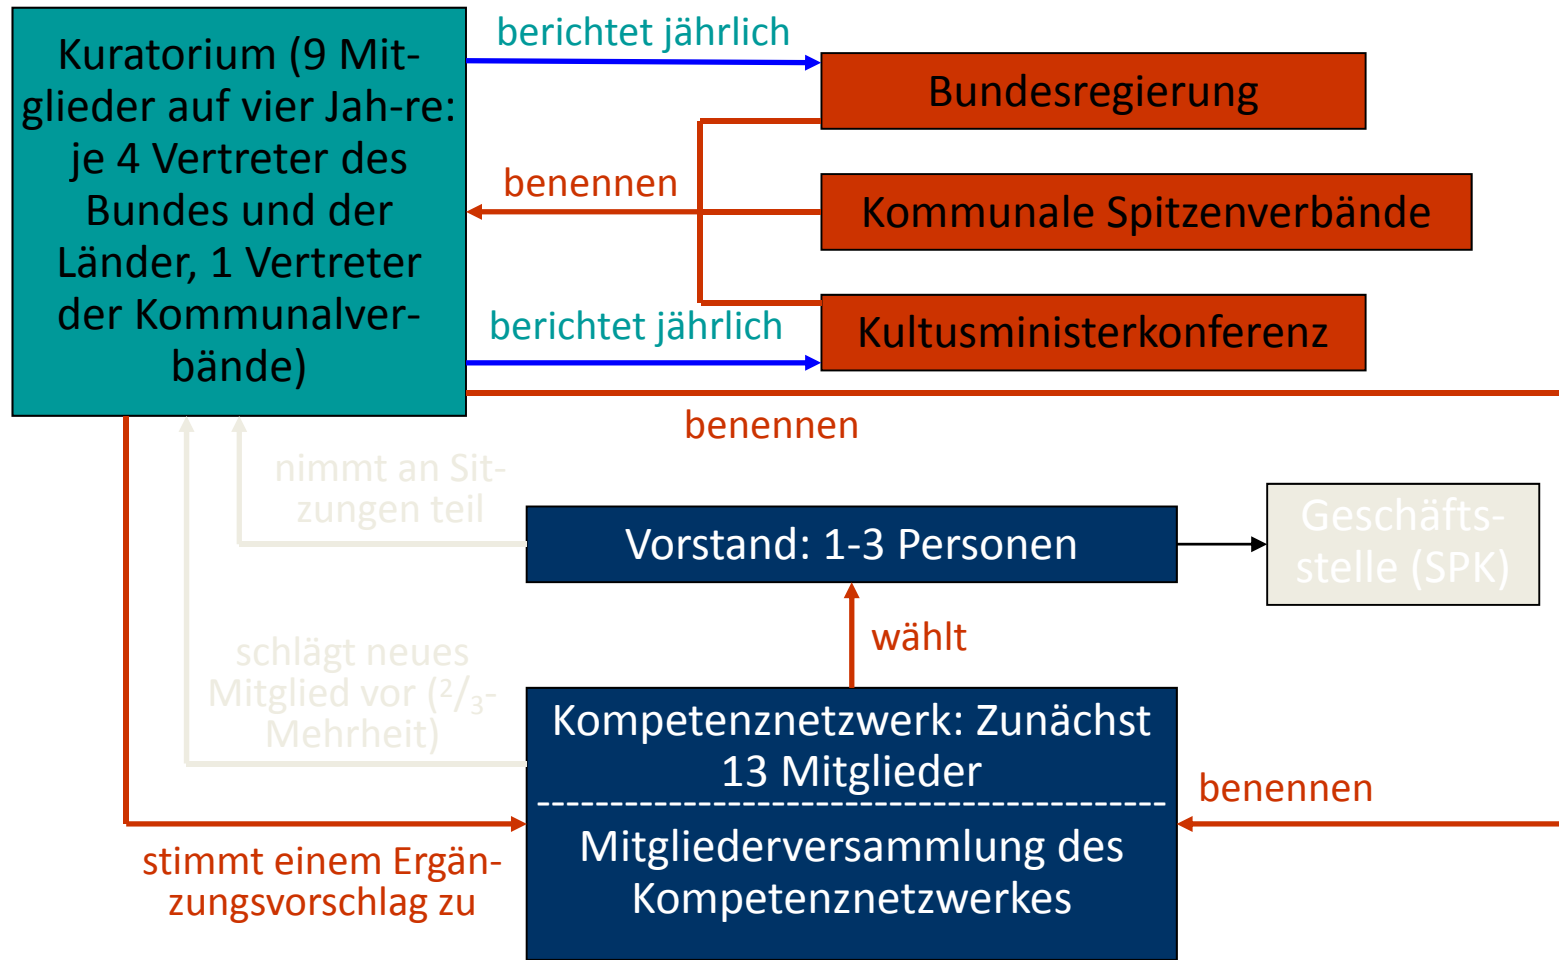 berichtet jährlich
Kuratorium (9 Mit-
glieder auf vier Jah-re:
je 4 Vertreter des
Bundes und der
Länder, 1 Vertreter
der Kommunalver-
bände)
Bundesregierung
benennen
Kommunale Spitzenverbände
berichtet jährlich
Kultusministerkonferenz
benennen
nimmt an Sit-
zungen teil
Vorstand: 1-3 Personen
Geschäfts-
stelle (SPK)
wählt
schlägt neues
Mitglied vor (2/3-
Mehrheit)
Kompetenznetzwerk: Zunächst
13 Mitglieder
Mitgliederversammlung des
Kompetenznetzwerkes
benennen
stimmt einem Ergän-
zungsvorschlag zu